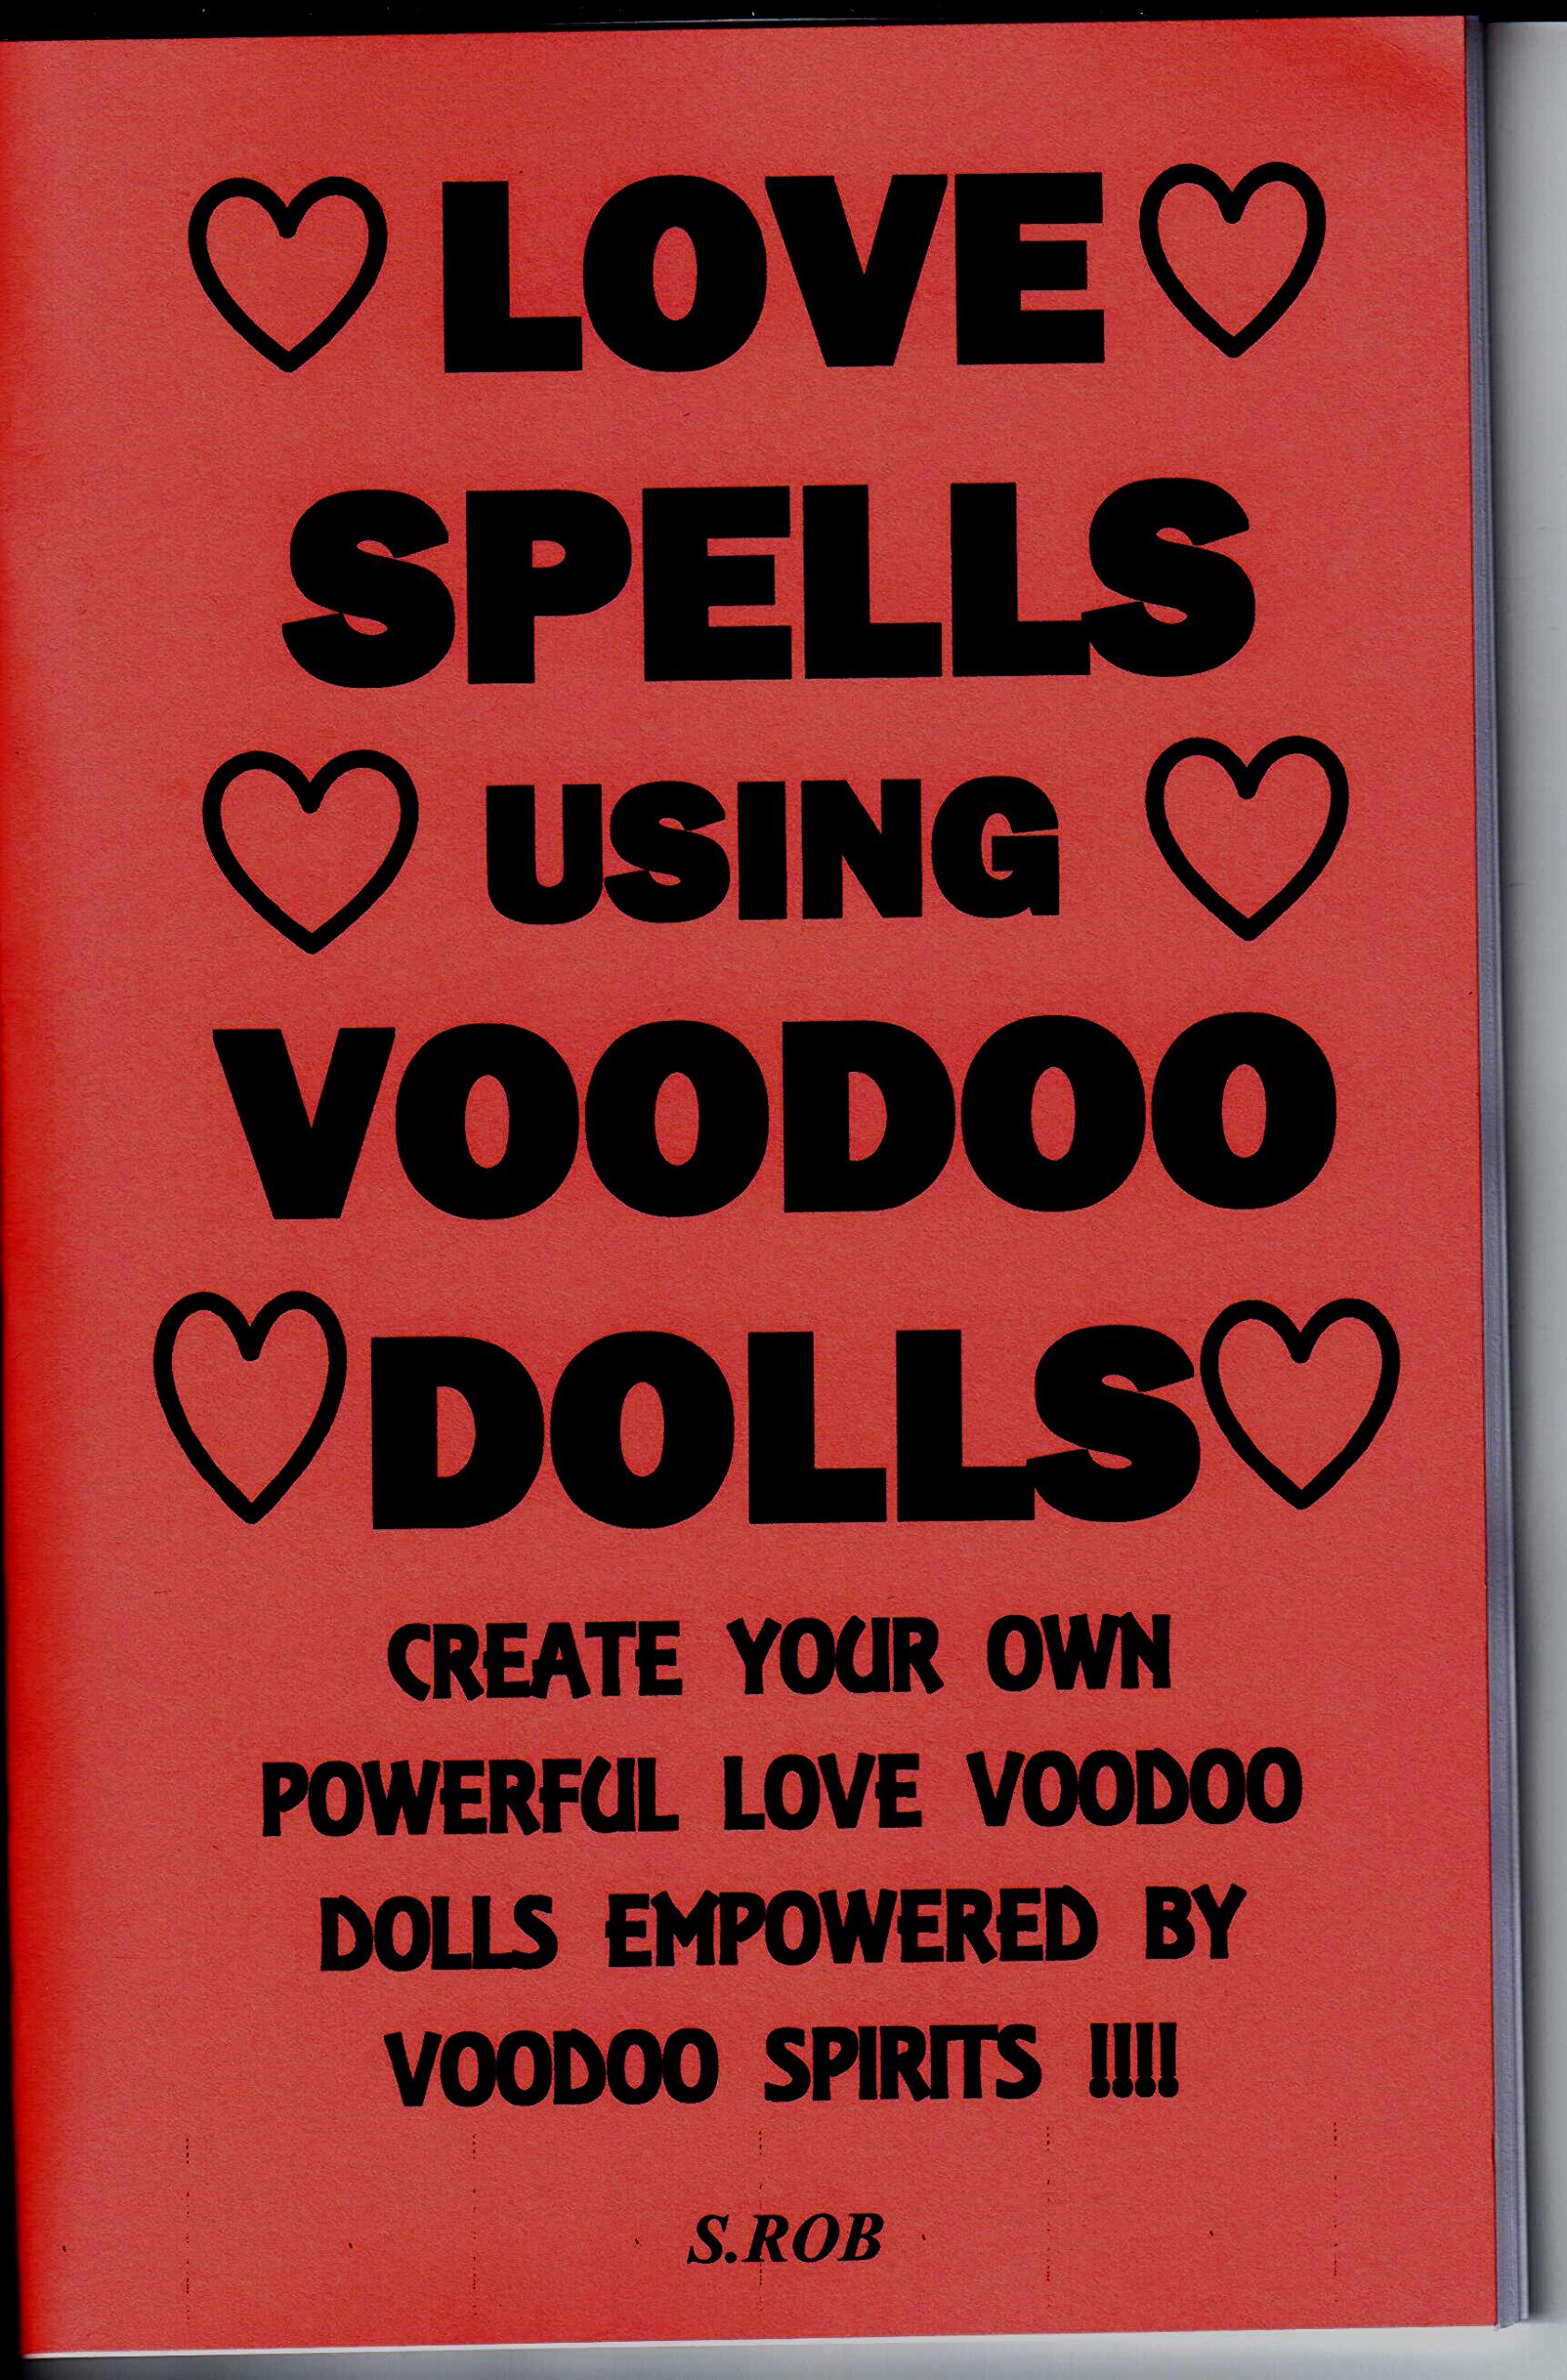 LOVE
SPELLS
USING
VOODOO
DOLLS
CREATE YOUR OWN
POWERFUL LOVE VOODOO
DOLLS EMPOWERED BY
VOODOO SPIRITS !!!!
S.ROB